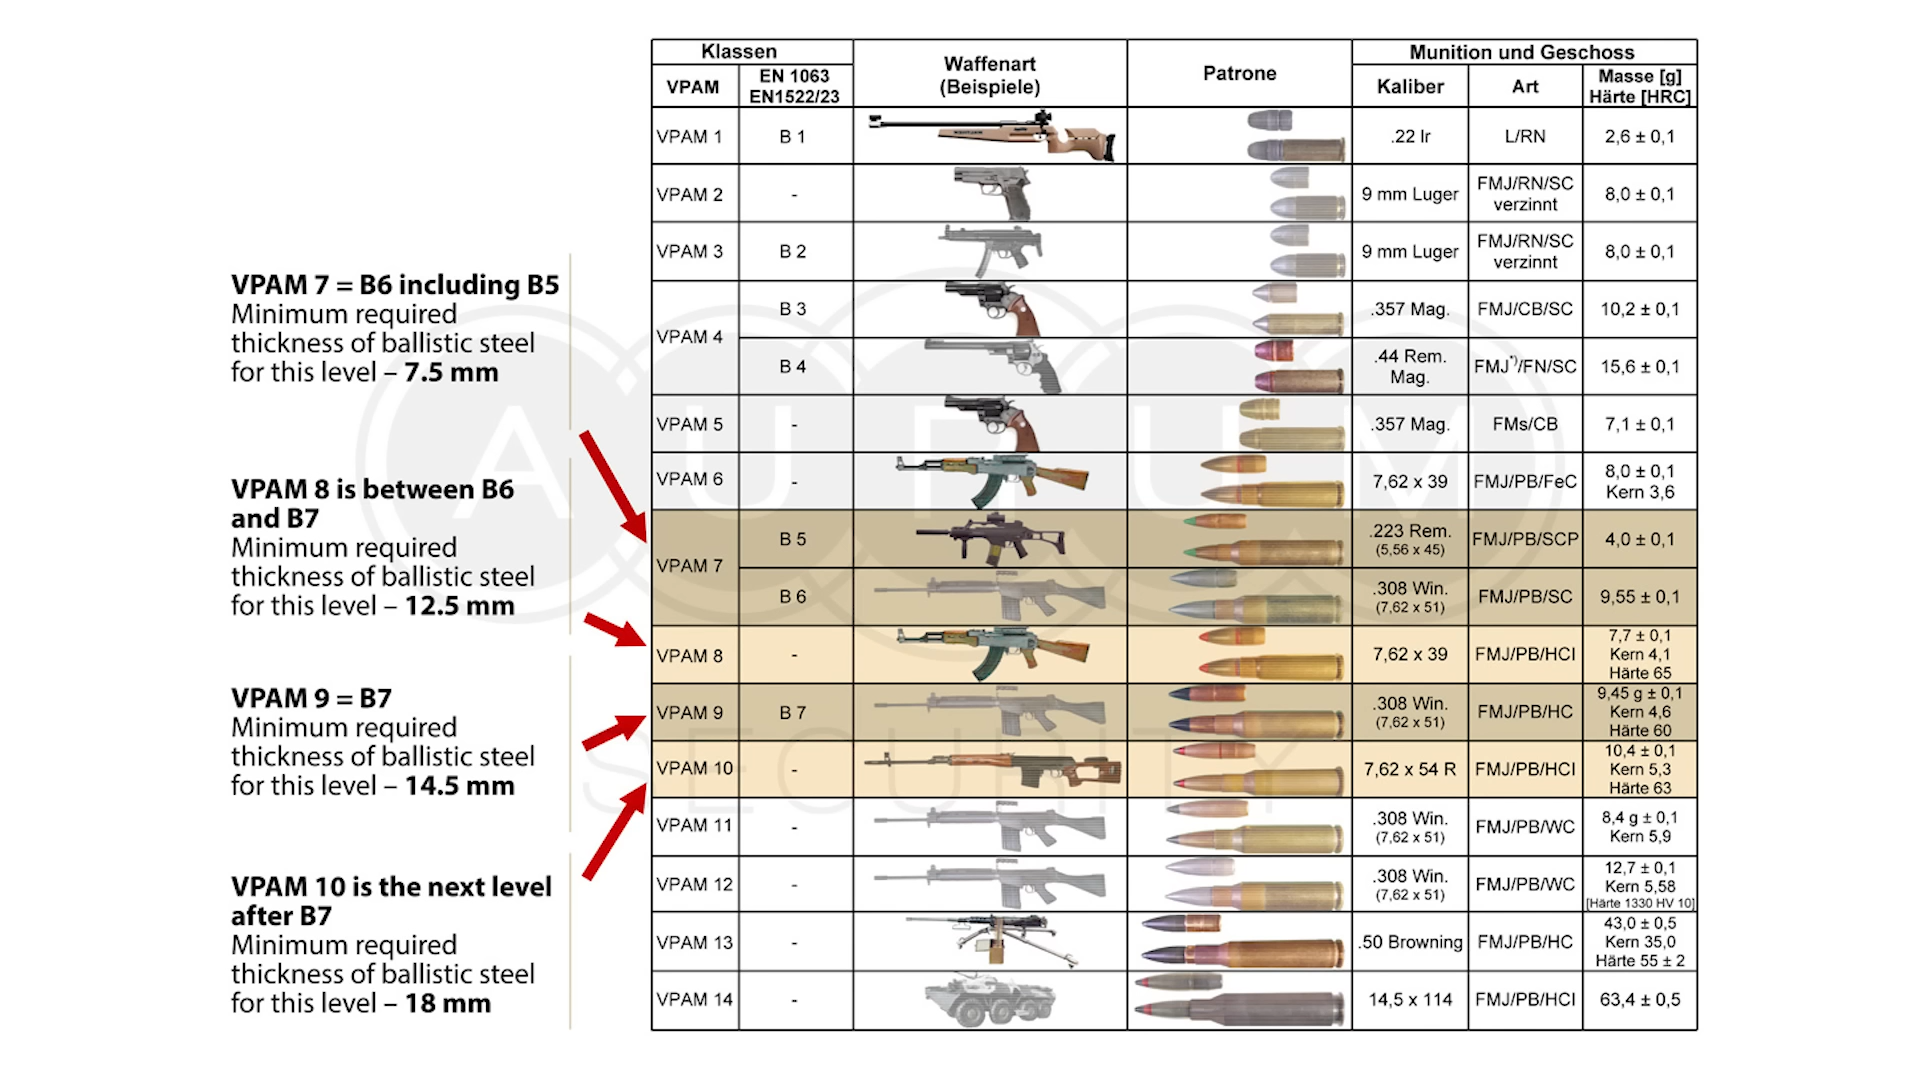 Klassen
Waffenart
(Beispiele)
Patrone
Munition und Geschoss
VPAM
EN 1063
EN1522/23
Kaliber
Art
Masse [g]
Härte [HRC]
VPAM 1
B 1
.22 lr
L/RN
2,6 ± 0,1
VPAM 2
-
9 mm Luger
FMJ/RN/SC
verzinnt
8,0 ± 0,1
VPAM 3
B 2
9 mm Luger
FMJ/RN/SC
verzinnt
8,0 ± 0,1
VPAM 4
B 3
.357 Mag.
FMJ/CB/SC
10,2 ± 0,1
B 4
.44 Rem.
Mag.
FMJ*)/FN/SC
15,6 ± 0,1
VPAM 5
-
.357 Mag.
FMs/CB
7,1 ± 0,1
VPAM 6
-
7,62 x 39
FMJ/PB/FeC
8,0 ± 0,1
Kern 3,6
VPAM 7
B 5
.223 Rem.
(5,56 x 45)
FMJ/PB/SCP
4,0 ± 0,1
B 6
.308 Win.
(7,62 x 51)
FMJ/PB/SC
9,55 ± 0,1
VPAM 8
-
7,62 x 39
FMJ/PB/HCI
7,7 ± 0,1
Kern 4,1
Härte 65
VPAM 9
B 7
.308 Win.
(7,62 x 51)
FMJ/PB/HC
9,45 g ± 0,1
Kern 4,6
Härte 60
VPAM 10
-
7,62 x 54 R
FMJ/PB/HCI
10,4 ± 0,1
Kern 5,3
Härte 63
VPAM 11
-
.308 Win.
(7,62 x 51)
FMJ/PB/WC
8,4 g ± 0,1
Kern 5,9
VPAM 12
-
.308 Win.
(7,62 x 51)
FMJ/PB/WC
12,7 ± 0,1
Kern 5,58
[Härte 1330 HV 10]
VPAM 13
-
.50 Browning
FMJ/PB/HC
43,0 ± 0,5
Kern 35,0
Härte 55 ± 2
VPAM 14
-
14,5 x 114
FMJ/PB/HCI
63,4 ± 0,5
VPAM 7 = B6 including B5
Minimum required
thickness of ballistic steel
for this level – 7.5 mm
VPAM 8 is between B6
and B7
Minimum required
thickness of ballistic steel
for this level – 12.5 mm
VPAM 9 = B7
Minimum required
thickness of ballistic steel
for this level – 14.5 mm
VPAM 10 is the next level
after B7
Minimum required
thickness of ballistic steel
for this level – 18 mm
AURUM
SECURITY